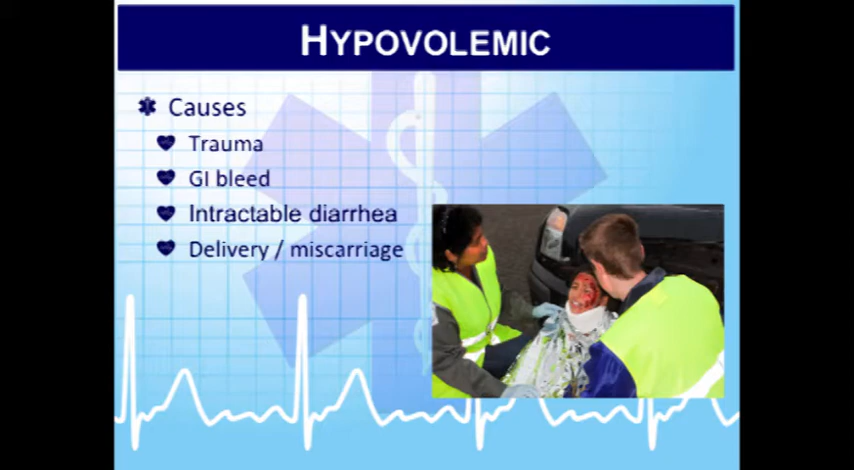 HYPOVOLEMIC
Causes
Trauma
GI bleed
Intractable diarrhea
Delivery / miscarriage